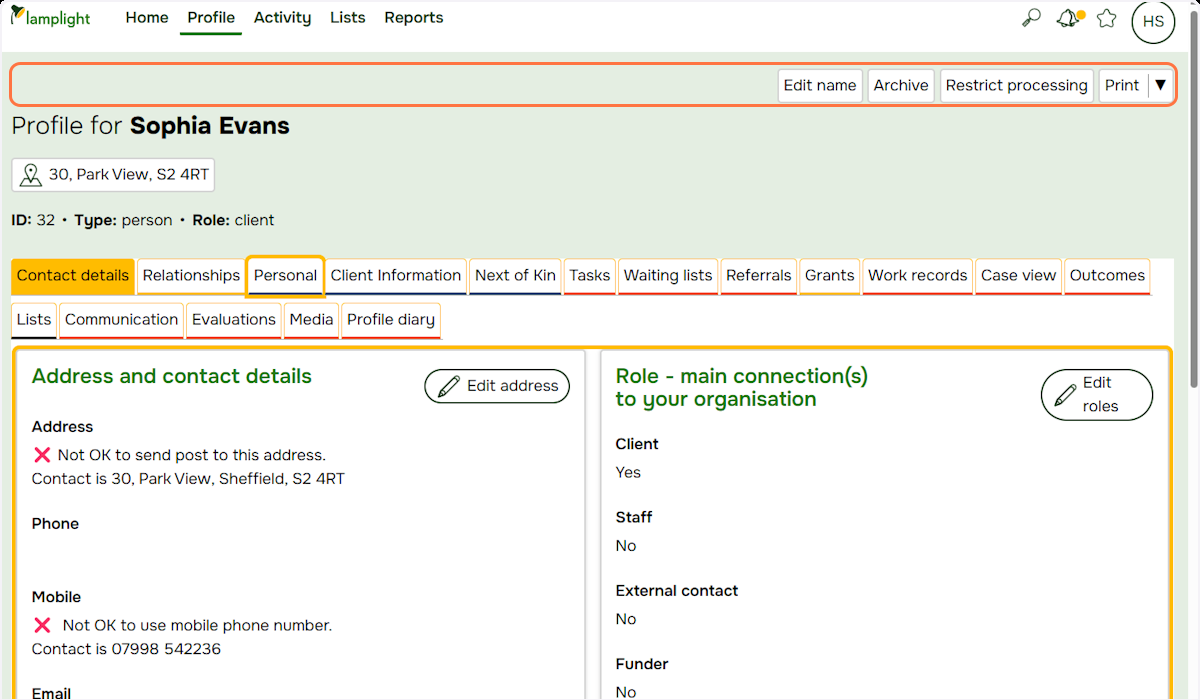 lamplight Home Profile Activity Lists Reports HS
Edit name Archive Restrict processing Print ▼
Profile for Sophia Evans
30, Park View, S2 4RT
ID: 32 • Type: person • Role: client
Contact details Relationships Personal Client Information Next of Kin Tasks Waiting lists Referrals Grants Work records Case view Outcomes
Lists Communication Evaluations Media Profile diary
Address and contact details
Edit address
Address
Not OK to send post to this address.
Contact is 30, Park View, Sheffield, S2 4RT
Phone
Mobile
Not OK to use mobile phone number.
Contact is 07998 542236
Email
Role - main connection(s)
to your organisation
Edit
roles
Client
Yes
Staff
No
External contact
No
Funder
No